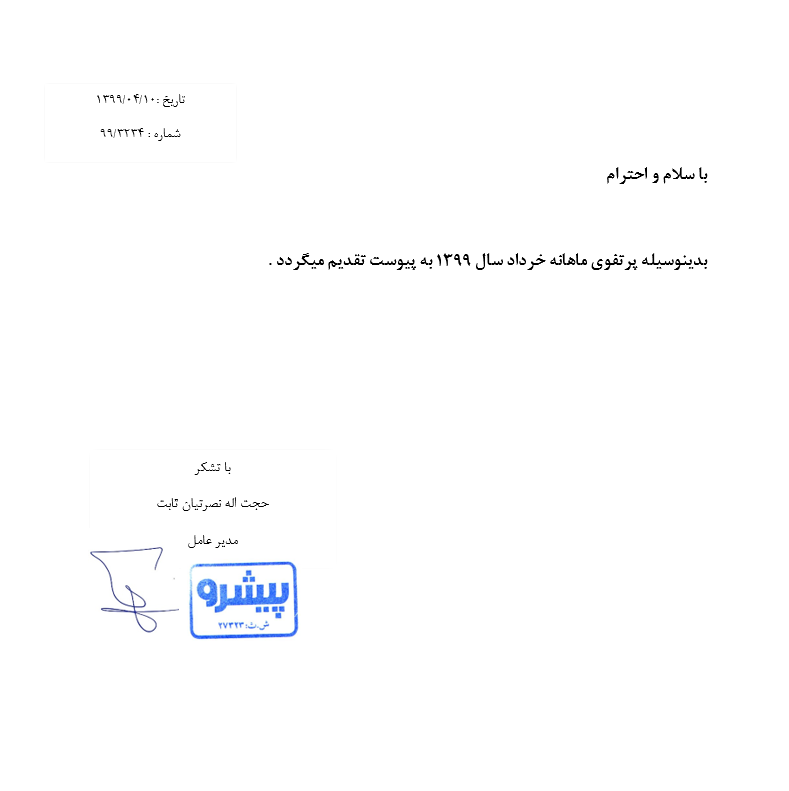 تاریخ :۱۳۹۹/۰۴/۱۰
شماره : ۹۹/۳۲۳۴
با سلام و احترام
بدینوسیله پرتفوی ماهانه خرداد سال ۱۳۹۹ به پیوست تقدیم میگردد .
با تشکر
حجت اله نصرتیان ثابت
مدیر عامل
پیشرو
ش.ث: ۲۷۳۲۳